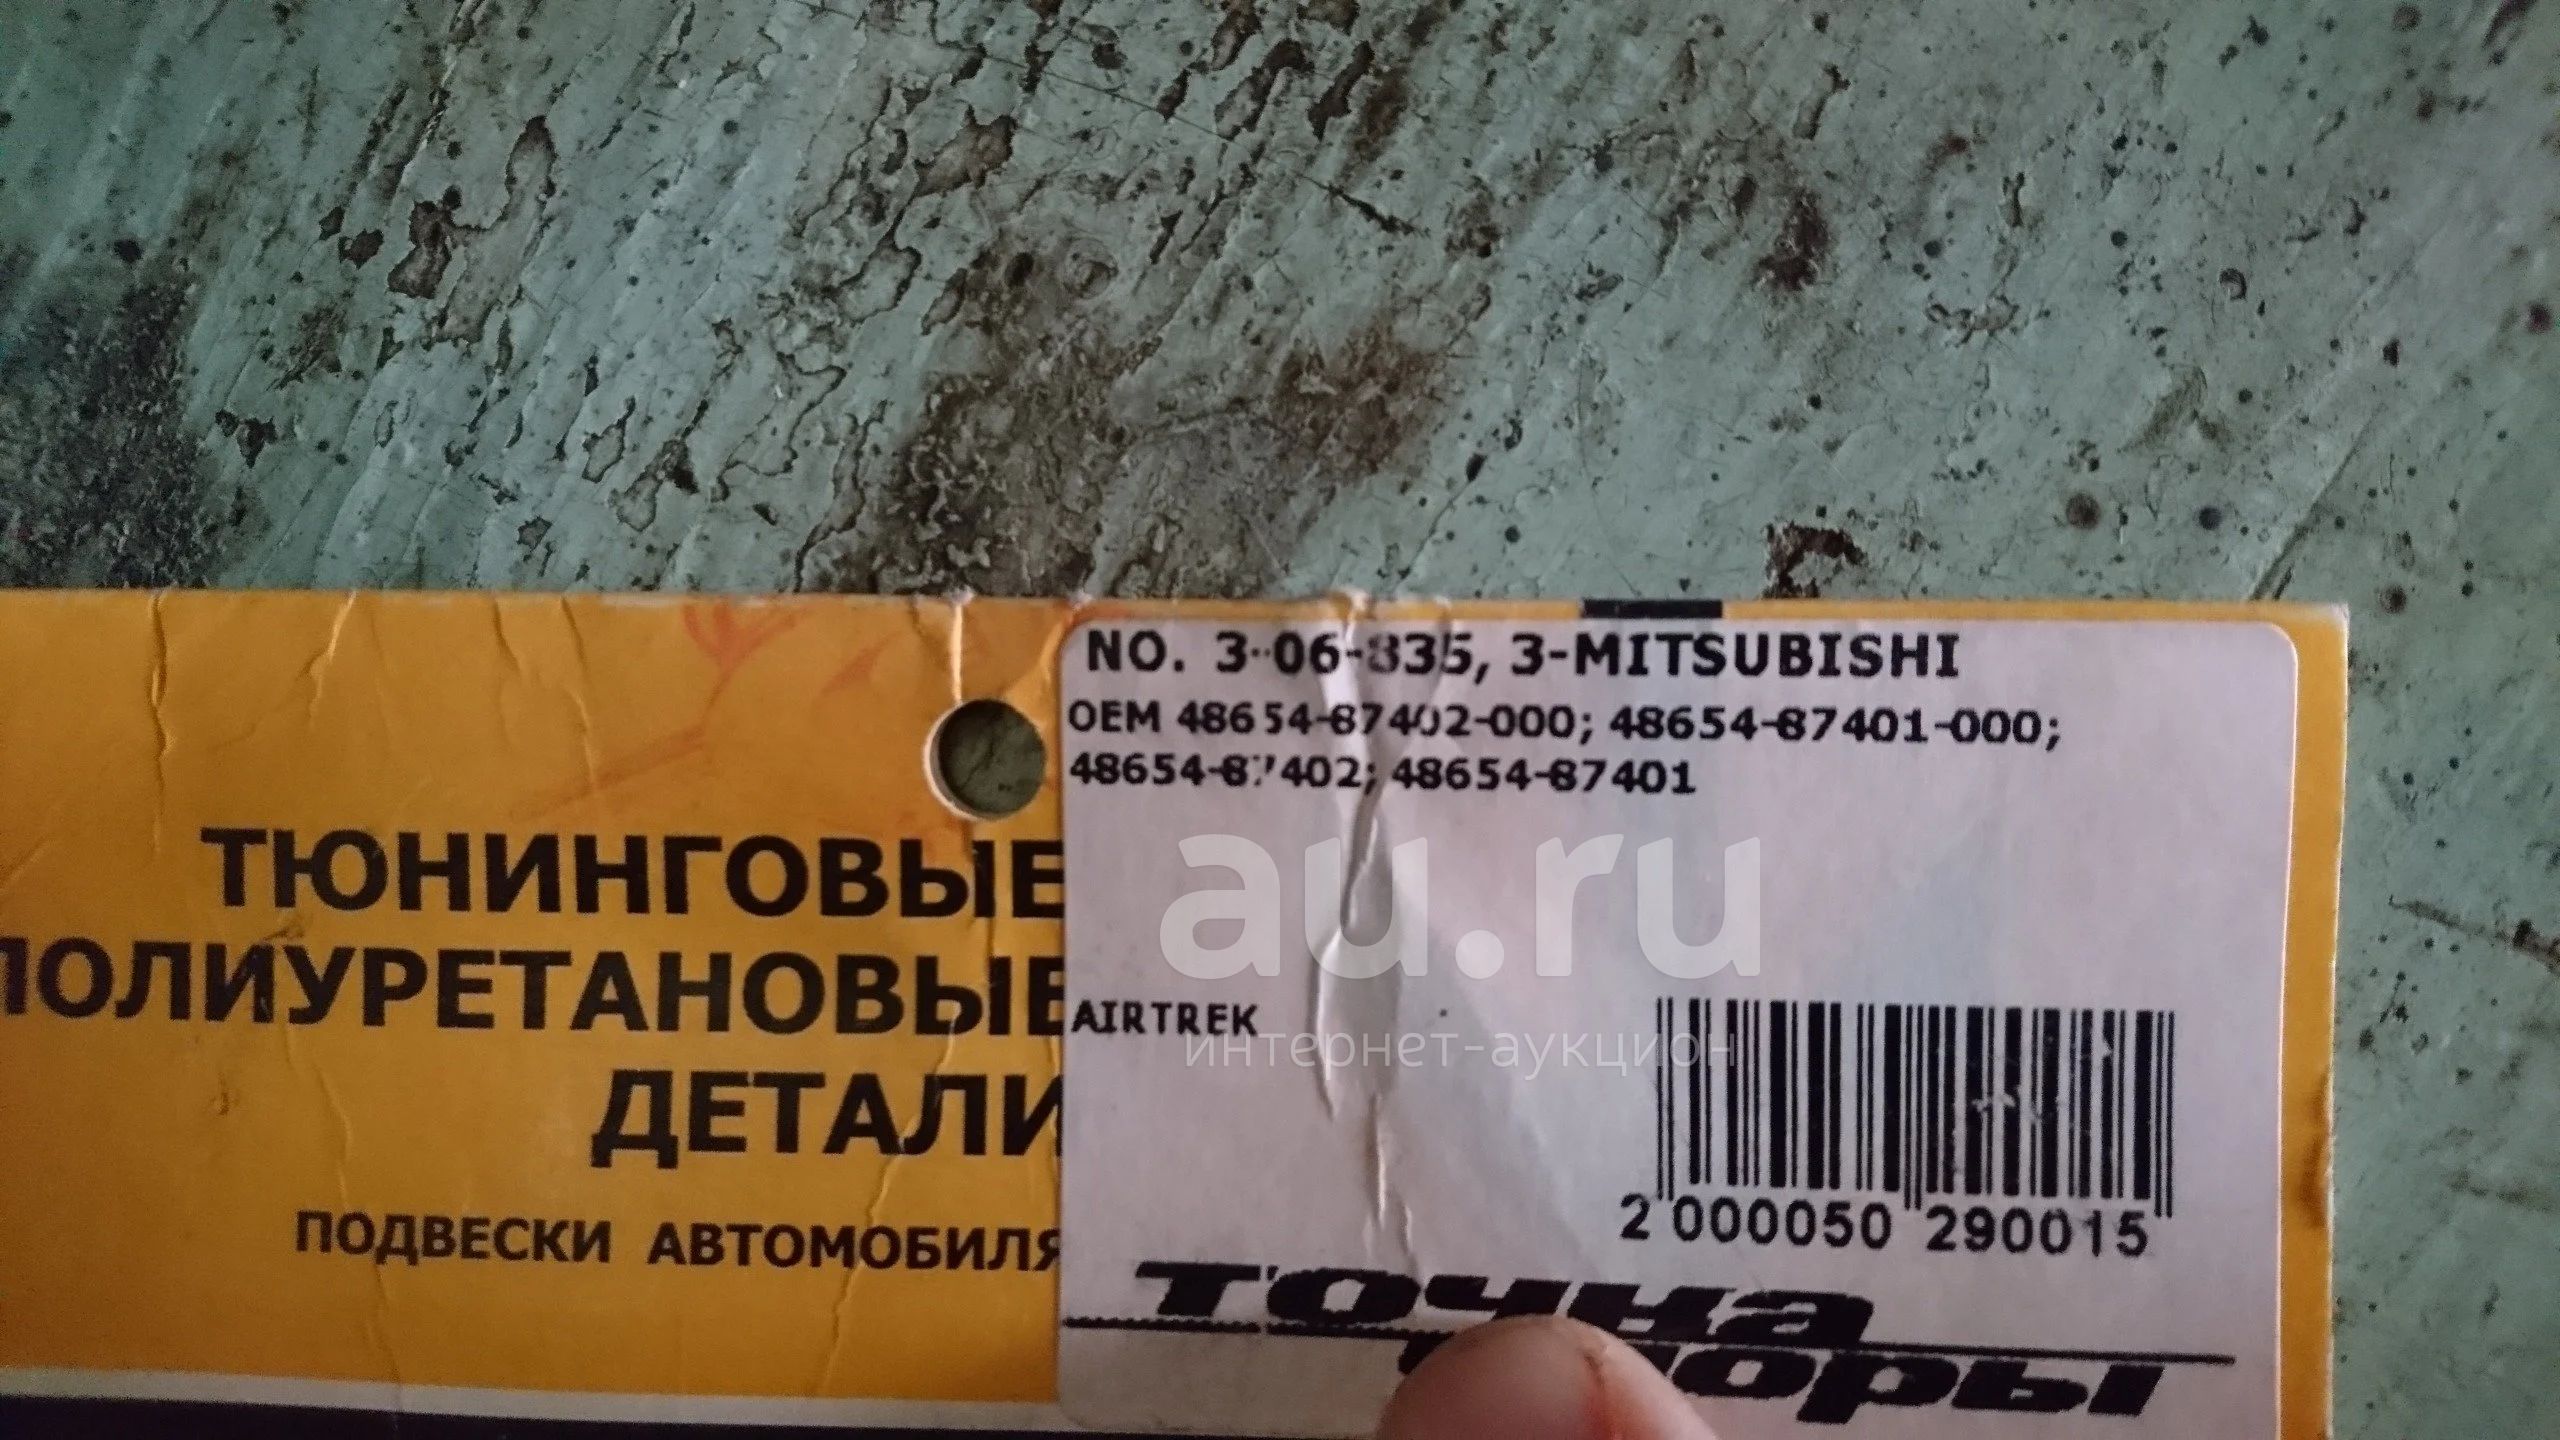 NO. 3-06-835, 3-MITSUBISHI
OEM 48654-87402-000; 48654-87401-000;
48654-87402; 48654-87401
au.ru
интернет-аукцион
AIRTREK
2 000050 290015
точка
опоры
ТЮНИНГОВЫЕ
ПОЛИУРЕТАНОВЫЕ
ДЕТАЛИ
ПОДВЕСКИ АВТОМОБИЛЯ